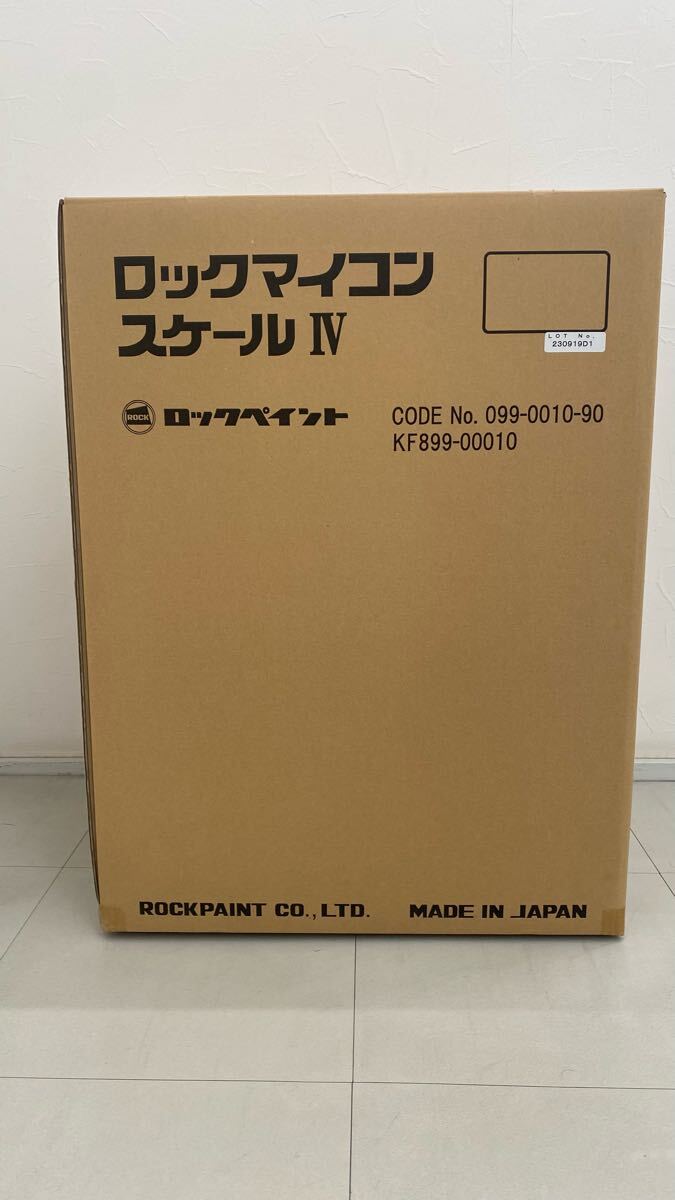 ロックマイコン
スケールⅣ
LOT No.
230919D1
ROCK ロックペイント
CODE No. 099-0010-90
KF899-00010
ROCKPAINT CO.,LTD. MADE IN JAPAN